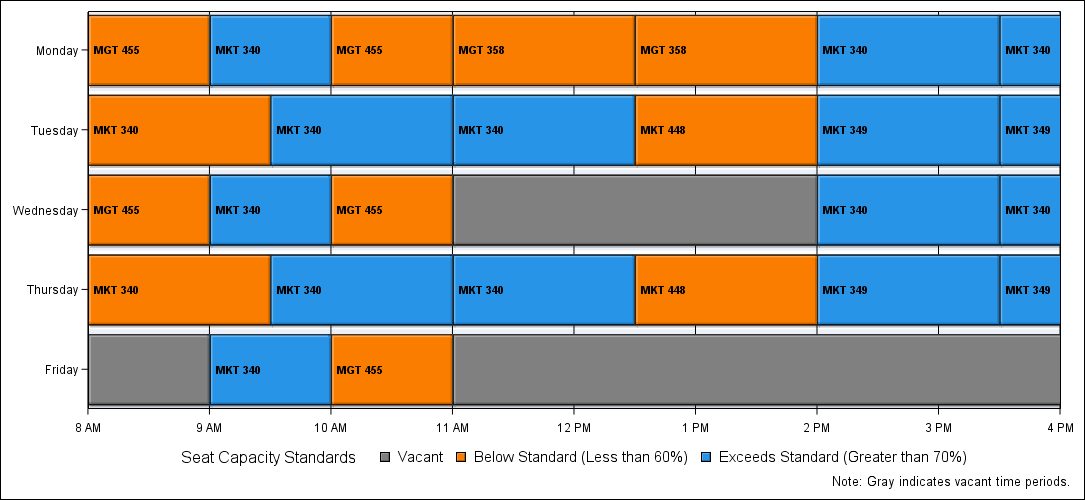 Monday MGT 455 MKT 340 MGT 455 MGT 358 MGT 358 MKT 340 MKT 340
Tuesday MKT 340 MKT 340 MKT 340 MKT 448 MKT 349 MKT 349
Wednesday MGT 455 MKT 340 MGT 455 MKT 340 MKT 340
Thursday MKT 340 MKT 340 MKT 340 MKT 448 MKT 349 MKT 349
Friday MKT 340 MGT 455
8 AM 9 AM 10 AM 11 AM 12 PM 1 PM 2 PM 3 PM 4 PM
Seat Capacity Standards Vacant Below Standard (Less than 60%) Exceeds Standard (Greater than 70%)
Note: Gray indicates vacant time periods.